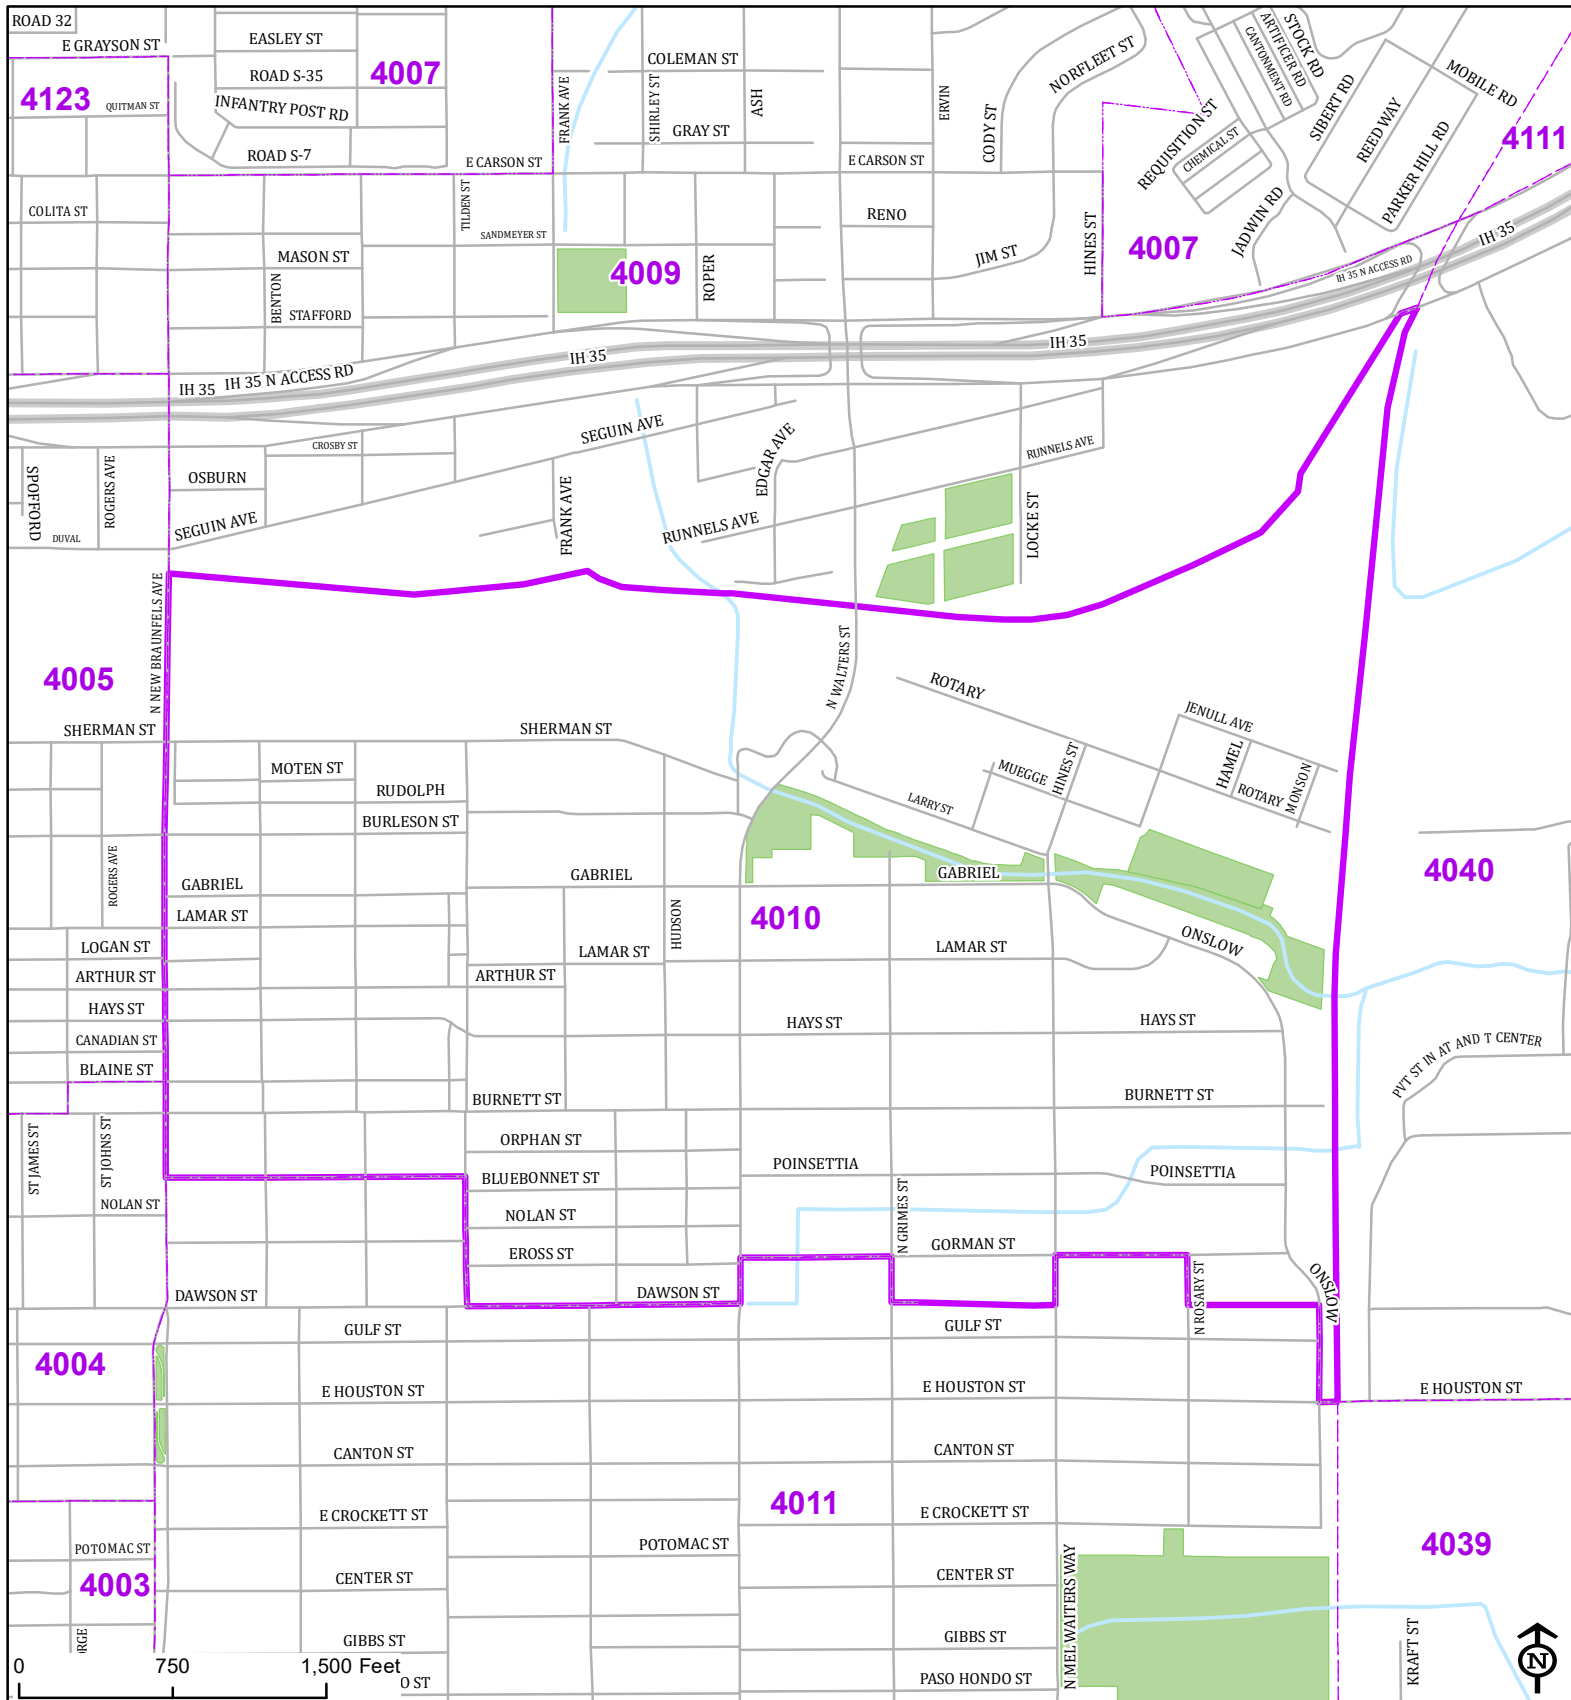 ROAD 32
E GRAYSON ST
EASLEY ST
ROAD S-35
4007
INFANTRY POST RD
ROAD S-7
4123
QUITMAN ST
E CARSON ST
FRANK AVE
COLEMAN ST
SHIRLEY ST
ASH
GRAY ST
E CARSON ST
ERVIN
CODY ST
NORFLEET ST
STOCK RD
ARTIFICER RD
CANTONMENT RD
SIBERT RD
MOBILE RD
REED WAY
PARKER HILL RD
4111
REQUISITION ST
CHEMICAL ST
JADWIN RD
COLITA ST
TILDEN ST
SANDMEYER ST
RENO
JIM ST
HINES ST
4007
IH 35
IH 35 N ACCESS RD
MASON ST
BENTON
STAFFORD
4009
ROPER
IH 35
IH 35
IH 35 N ACCESS RD
IH 35
CROSBY ST
SEGUIN AVE
EDGAR AVE
RUNNELS AVE
SPOFFORD
ROGERS AVE
OSBURN
DUVAL
SEGUIN AVE
FRANK AVE
RUNNELS AVE
LOCKE ST
N NEW BRAUNFELS AVE
4005
N WALTERS ST
SHERMAN ST
SHERMAN ST
ROTARY
JENULL AVE
HAMEL
MONSON
MUEGGE
HINES ST
ROTARY
LARRY ST
MOTEN ST
RUDOLPH
BURLESON ST
ROGERS AVE
GABRIEL
GABRIEL
GABRIEL
4040
LAMAR ST
HUDSON
4010
LOGAN ST
LAMAR ST
LAMAR ST
ONSLOW
ARTHUR ST
ARTHUR ST
HAYS ST
HAYS ST
HAYS ST
CANADIAN ST
PVT ST IN AT AND T CENTER
BLAINE ST
BURNETT ST
BURNETT ST
ST JAMES ST
ST JOHNS ST
ORPHAN ST
POINSETTIA
POINSETTIA
BLUEBONNET ST
NOLAN ST
NOLAN ST
N GRIMES ST
EROSS ST
GORMAN ST
DAWSON ST
DAWSON ST
N ROSARY ST
ONSLOW
GULF ST
GULF ST
4004
E HOUSTON ST
E HOUSTON ST
E HOUSTON ST
CANTON ST
CANTON ST
4011
E CROCKETT ST
E CROCKETT ST
POTOMAC ST
POTOMAC ST
4039
4003
CENTER ST
CENTER ST
N MEL WAITERS WAY
RGE
GIBBS ST
GIBBS ST
KRAFT ST
PASO HONDO ST
O ST
0 750 1,500 Feet
N